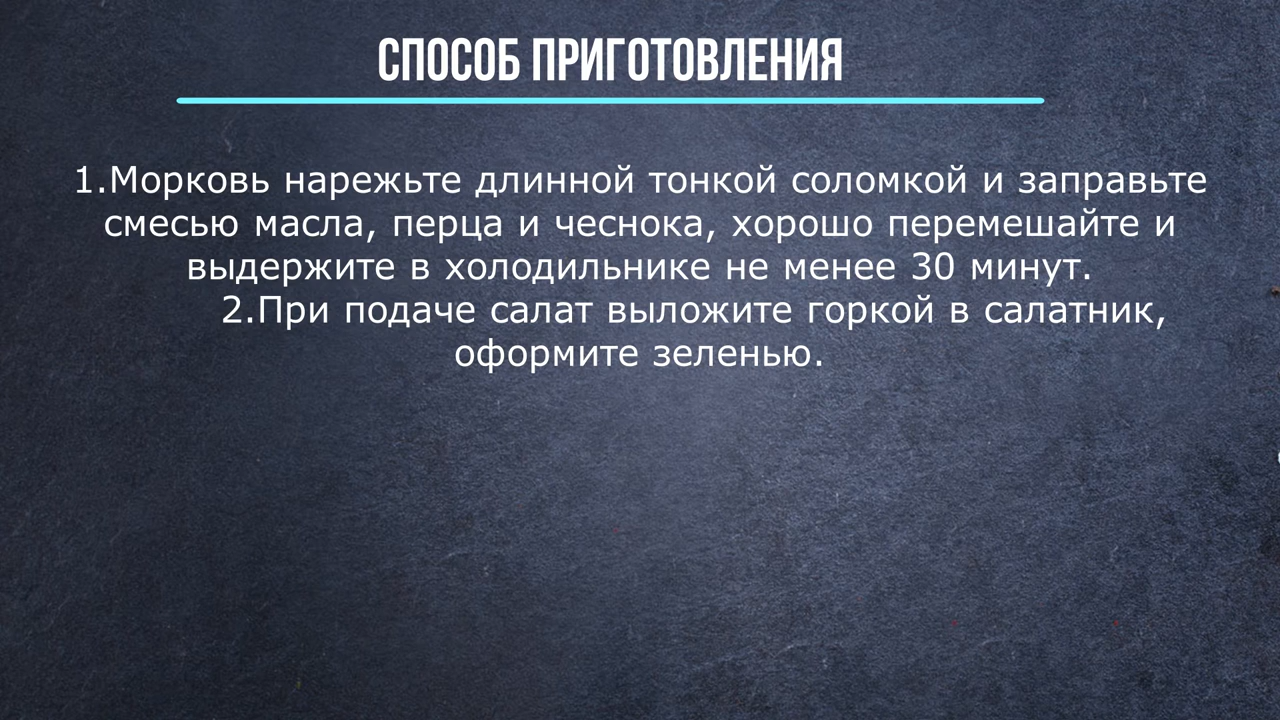 СПОСОБ ПРИГОТОВЛЕНИЯ
1.Морковь нарежьте длинной тонкой соломкой и заправьте
смесью масла, перца и чеснока, хорошо перемешайте и
выдержите в холодильнике не менее 30 минут.
2.При подаче салат выложите горкой в салатник,
оформите зеленью.